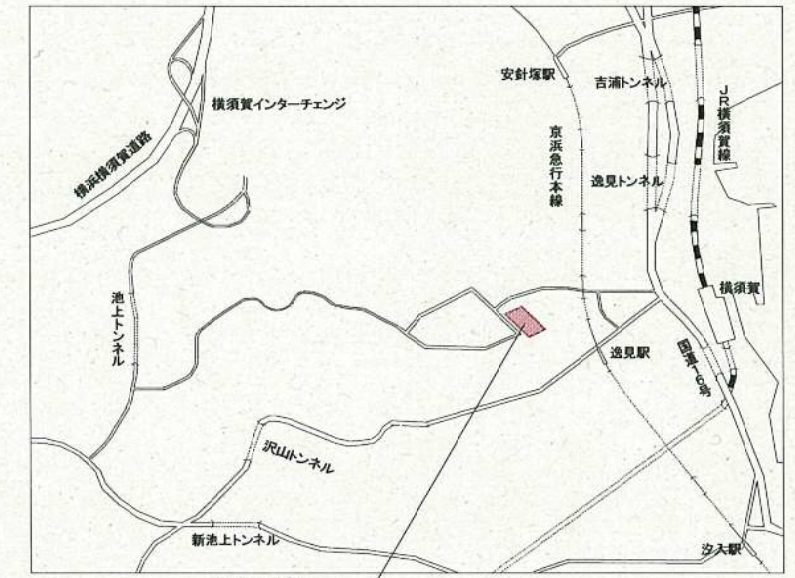 安針塚駅
吉浦トンネル
JR横須賀線
横須賀インターチェンジ
京浜急行本線
横浜横須賀道路
逸見トンネル
池上トンネル
横須賀
逸見駅
国道16号
沢山トンネル
新池上トンネル
汐入駅